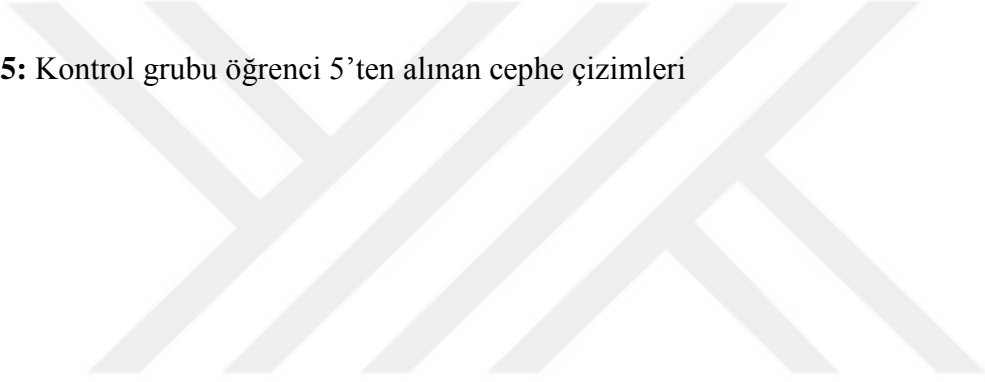 5: Kontrol grubu öğrenci 5’ten alınan cephe çizimleri